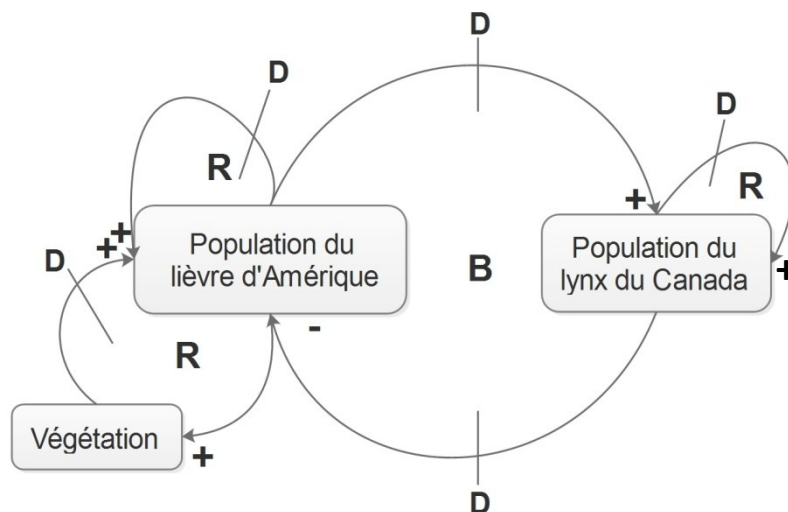 D
D
D
R
R
+
+
+
Population du
lièvre d'Amérique
Population du
lynx du Canada
D
B
+
-
R
Végétation
+
D